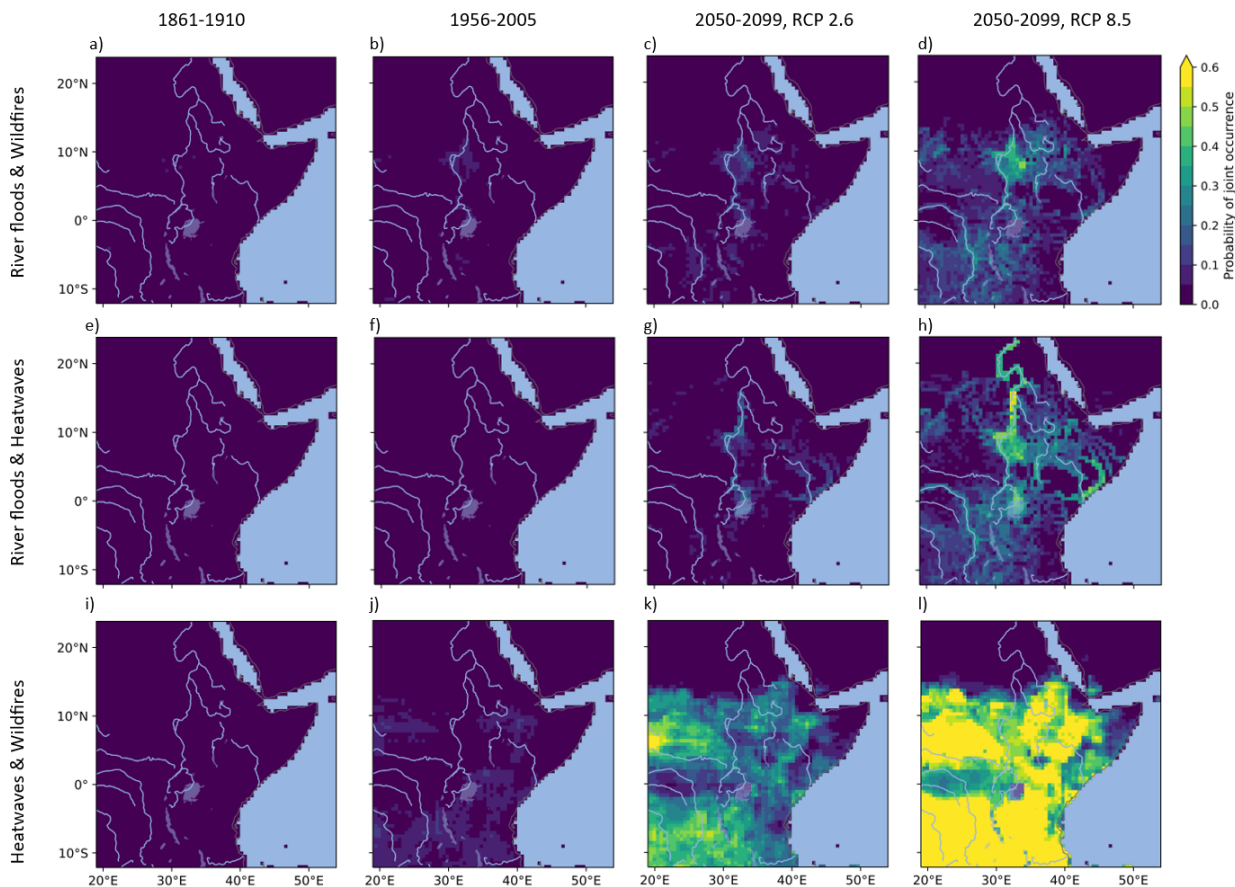 1861-1910 1956-2005 2050-2099, RCP 2.6 2050-2099, RCP 8.5
a) b) c) d)
River floods & Wildfires
20°N
10°N
0°
10°S
0.6
0.5
0.4
0.3
0.2
0.1
0.0
Probability of joint occurrence
e) f) g) h)
River floods & Heatwaves
20°N
10°N
0°
10°S
i) j) k) l)
Heatwaves & Wildfires
20°N
10°N
0°
10°S
20°E 30°E 40°E 50°E 20°E 30°E 40°E 50°E 20°E 30°E 40°E 50°E 20°E 30°E 40°E 50°E